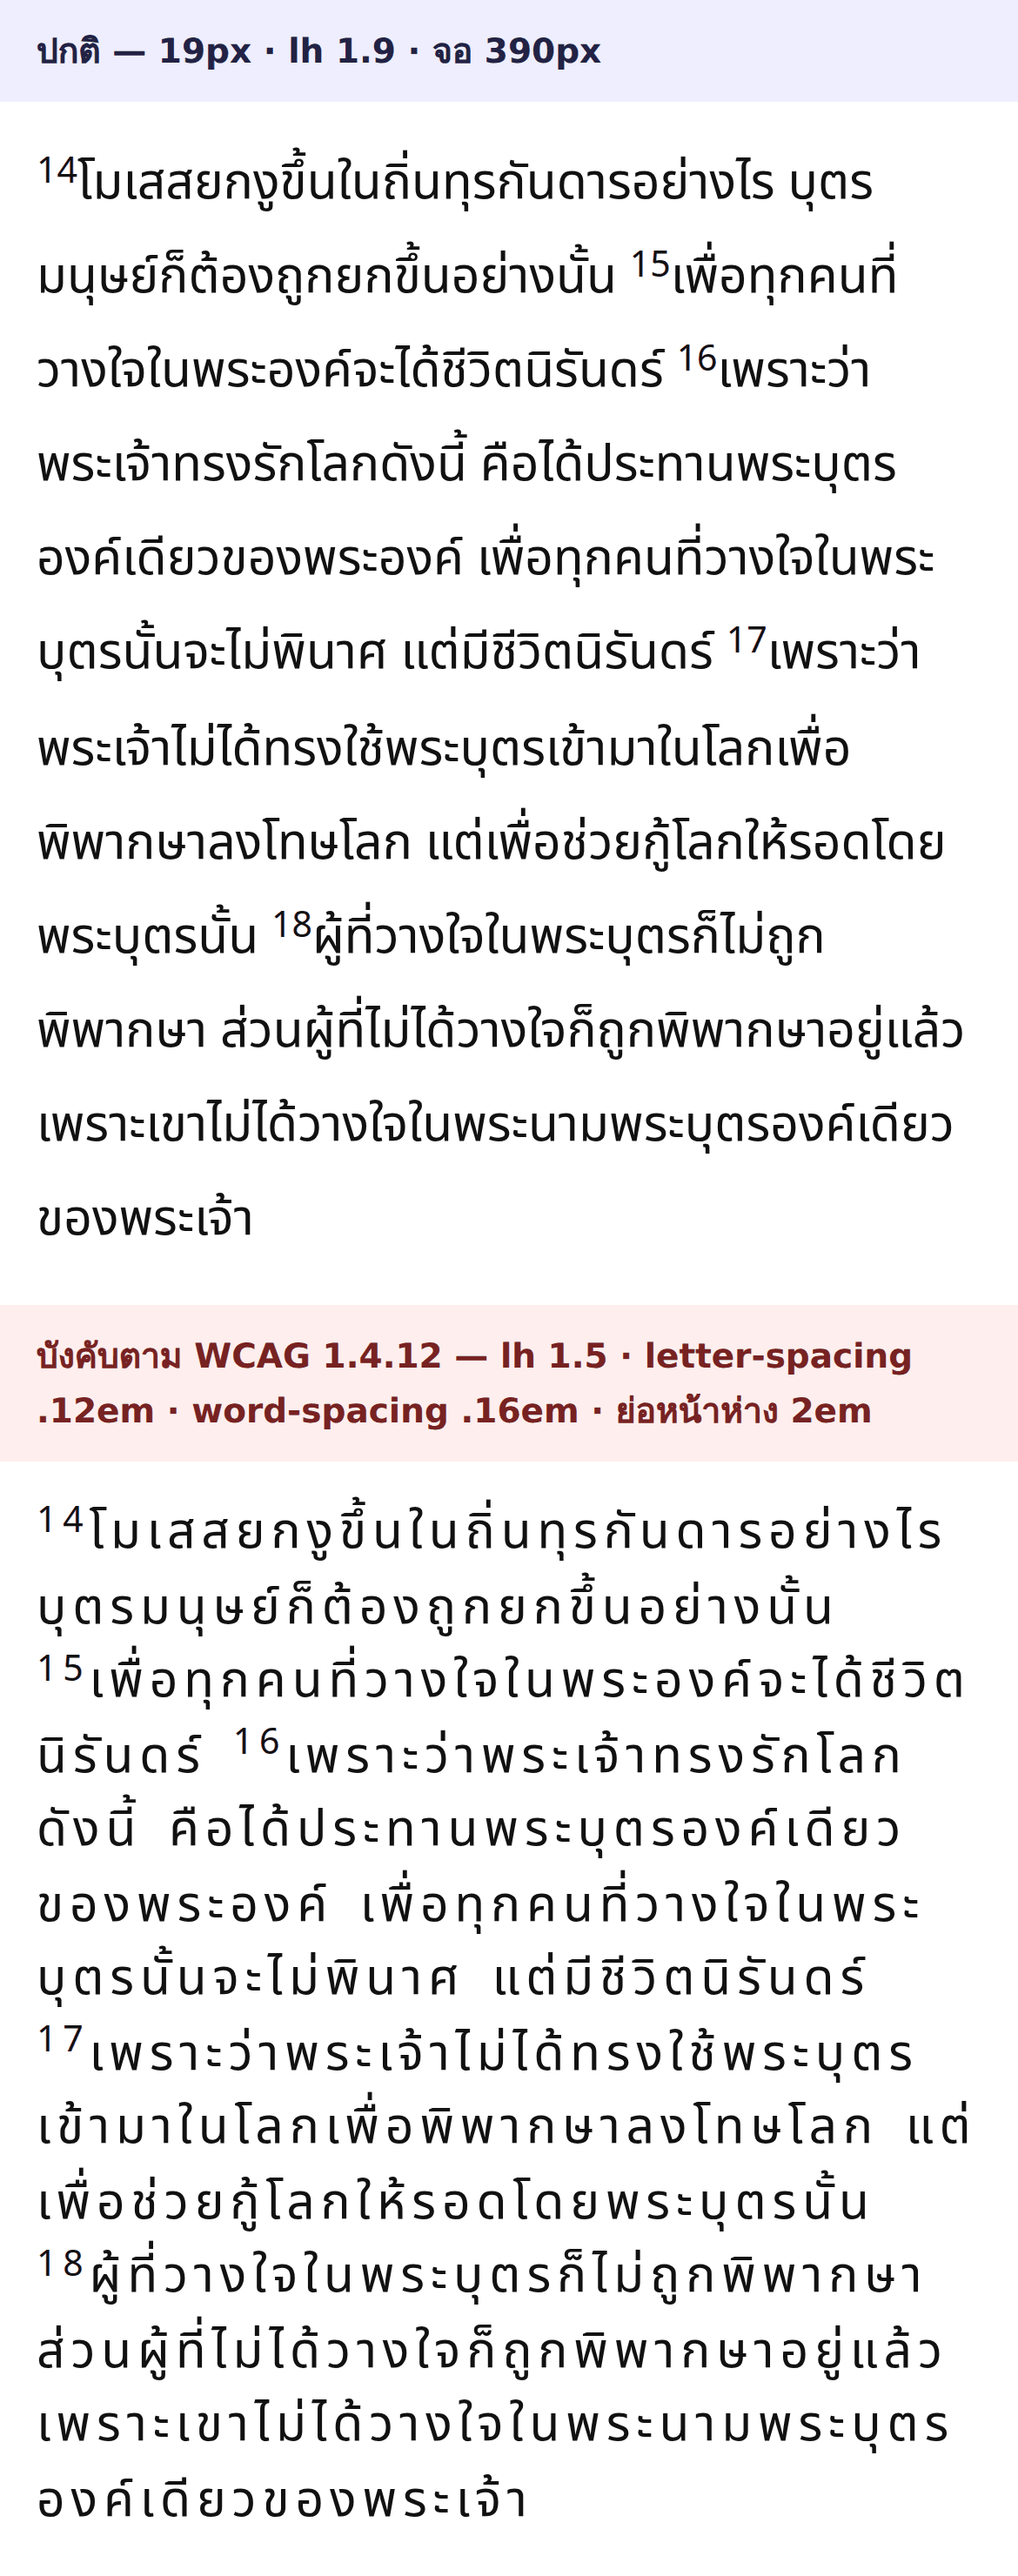 ปกติ — 19px · lh 1.9 · จอ 390px
14โมเสสยกงูขึ้นในถิ่นทุรกันดารอย่างไร บุตร
มนุษย์ก็ต้องถูกยกขึ้นอย่างนั้น 15เพื่อทุกคนที่
วางใจในพระองค์จะได้ชีวิตนิรันดร์ 16เพราะว่า
พระเจ้าทรงรักโลกดังนี้ คือได้ประทานพระบุตร
องค์เดียวของพระองค์ เพื่อทุกคนที่วางใจในพระ
บุตรนั้นจะไม่พินาศ แต่มีชีวิตนิรันดร์ 17เพราะว่า
พระเจ้าไม่ได้ทรงใช้พระบุตรเข้ามาในโลกเพื่อ
พิพากษาลงโทษโลก แต่เพื่อช่วยกู้โลกให้รอดโดย
พระบุตรนั้น 18ผู้ที่วางใจในพระบุตรก็ไม่ถูก
พิพากษา ส่วนผู้ที่ไม่ได้วางใจก็ถูกพิพากษาอยู่แล้ว
เพราะเขาไม่ได้วางใจในพระนามพระบุตรองค์เดียว
ของพระเจ้า
บังคับตาม WCAG 1.4.12 — lh 1.5 · letter-spacing
.12em · word-spacing .16em · ย่อหน้าห่าง 2em
14โมเสสยกงูขึ้นในถิ่นทุรกันดารอย่างไร
บุตรมนุษย์ก็ต้องถูกยกขึ้นอย่างนั้น
15เพื่อทุกคนที่วางใจในพระองค์จะได้ชีวิต
นิรันดร์ 16เพราะว่าพระเจ้าทรงรักโลก
ดังนี้ คือได้ประทานพระบุตรองค์เดียว
ของพระองค์ เพื่อทุกคนที่วางใจในพระ
บุตรนั้นจะไม่พินาศ แต่มีชีวิตนิรันดร์
17เพราะว่าพระเจ้าไม่ได้ทรงใช้พระบุตร
เข้ามาในโลกเพื่อพิพากษาลงโทษโลก แต่
เพื่อช่วยกู้โลกให้รอดโดยพระบุตรนั้น
18ผู้ที่วางใจในพระบุตรก็ไม่ถูกพิพากษา
ส่วนผู้ที่ไม่ได้วางใจก็ถูกพิพากษาอยู่แล้ว
เพราะเขาไม่ได้วางใจในพระนามพระบุตร
องค์เดียวของพระเจ้า